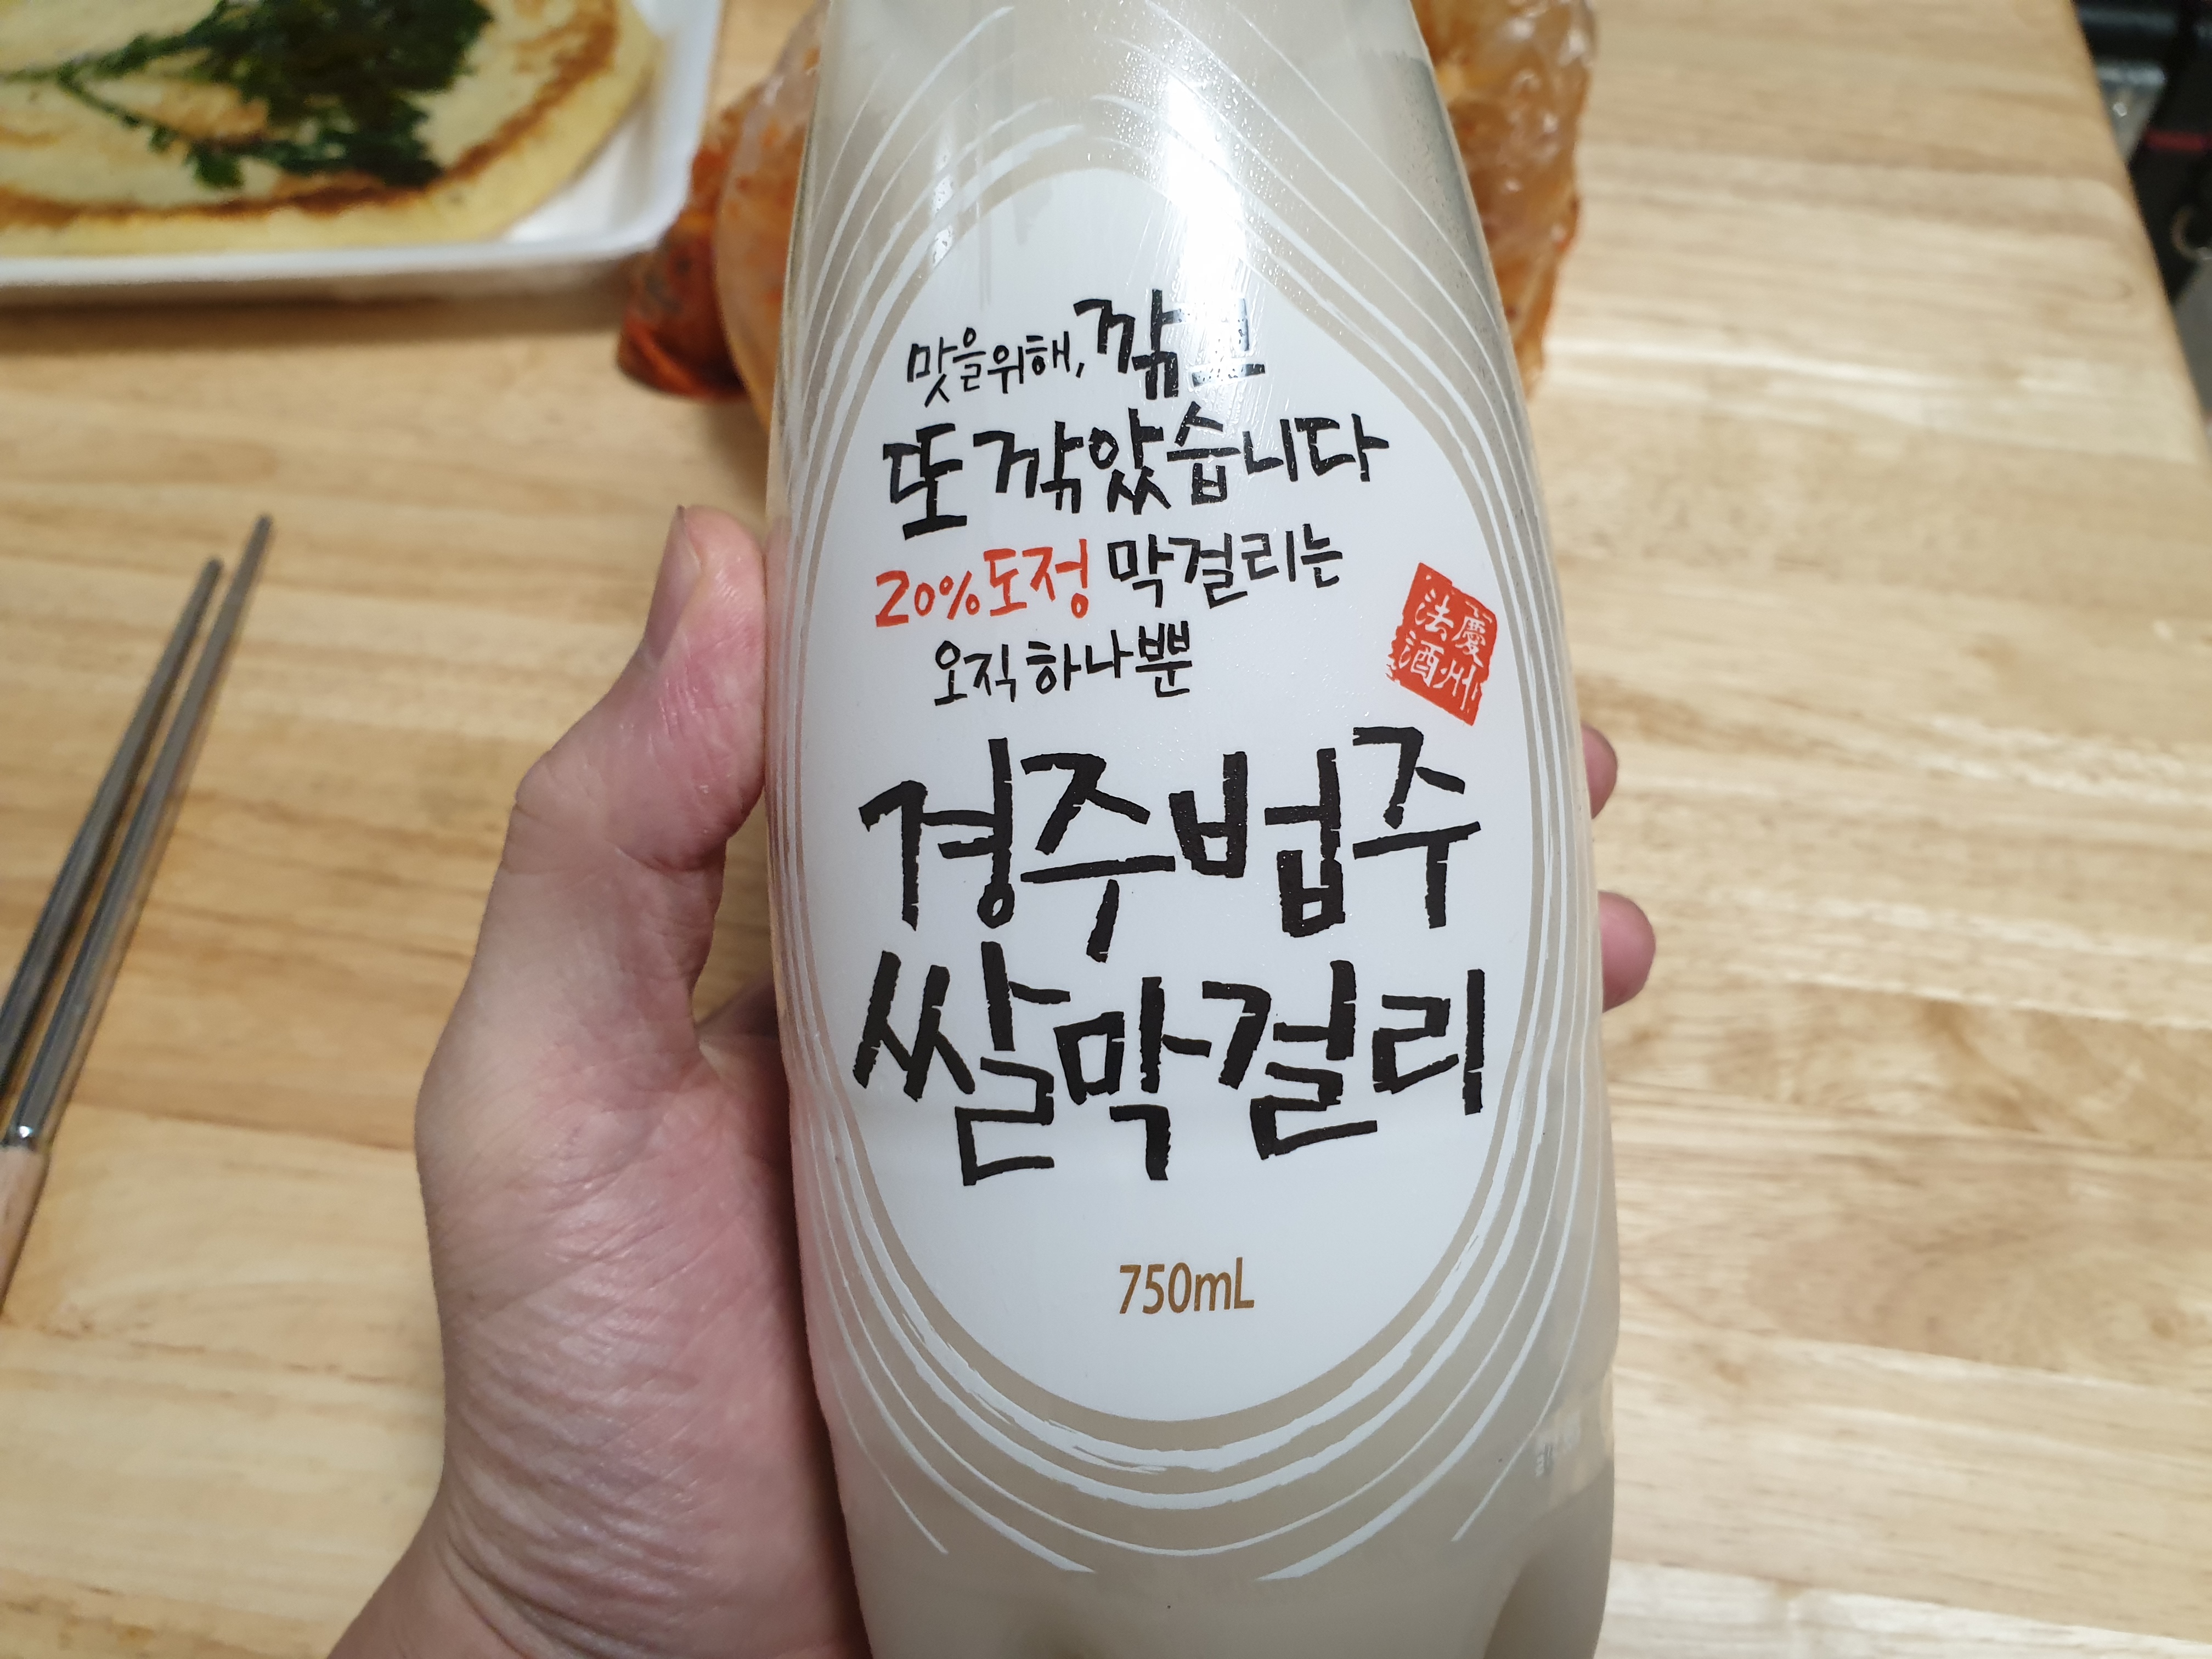 맛을위해, 깎고
또 깎았습니다
20%도정 막걸리는
오직 하나뿐
慶州
法酒
경주법주
쌀막걸리
750mL